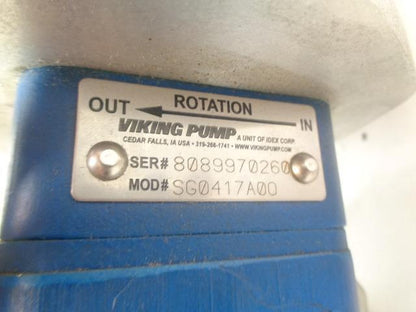 OUT ROTATION IN
VIKING PUMP A UNIT OF IDEX CORP.
CEDAR FALLS, IA USA • 319-266-1741 • WWW.VIKINGPUMP.COM
SER# 8089970260
MOD# SG0417A00